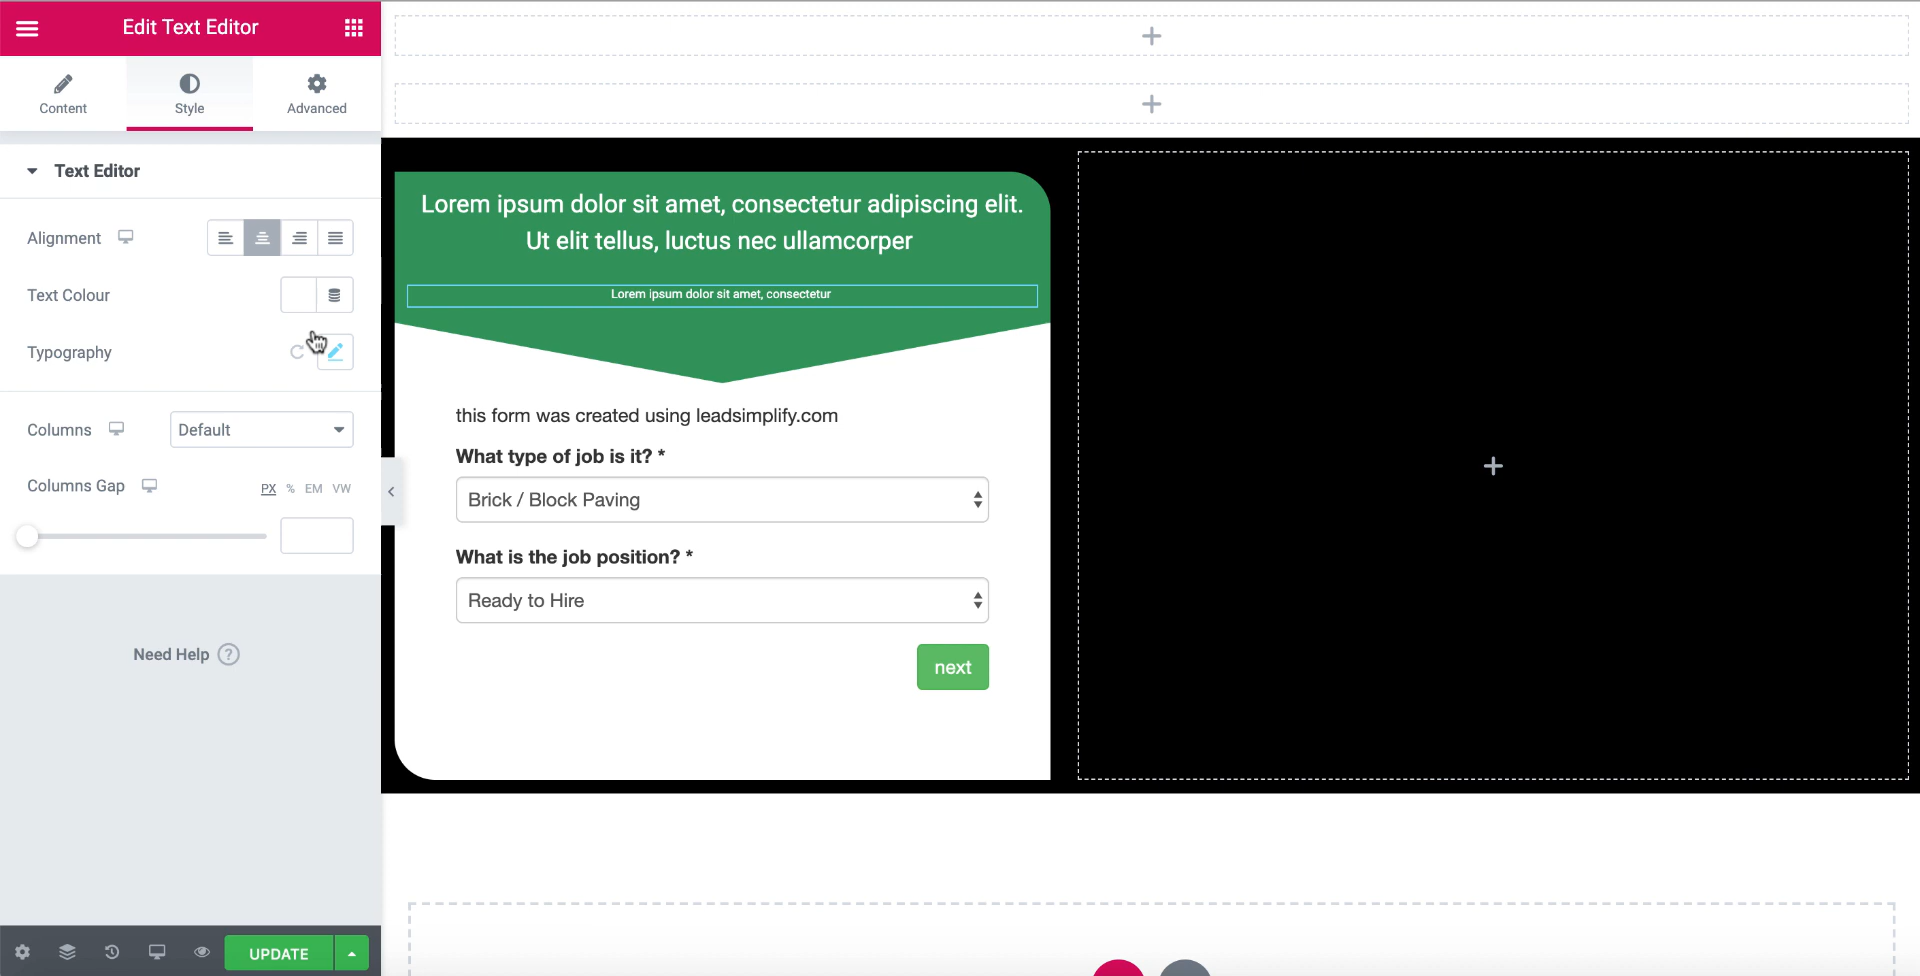 Edit Text Editor
Content
Style
Advanced
Text Editor
Alignment
Text Colour
Typography
Columns
Default
Columns Gap
PX % EM VW
Need Help ?
UPDATE
Lorem ipsum dolor sit amet, consectetur adipiscing elit.
Ut elit tellus, luctus nec ullamcorper
Lorem ipsum dolor sit amet, consectetur
this form was created using leadsimplify.com
What type of job is it? *
Brick / Block Paving
What is the job position? *
Ready to Hire
next